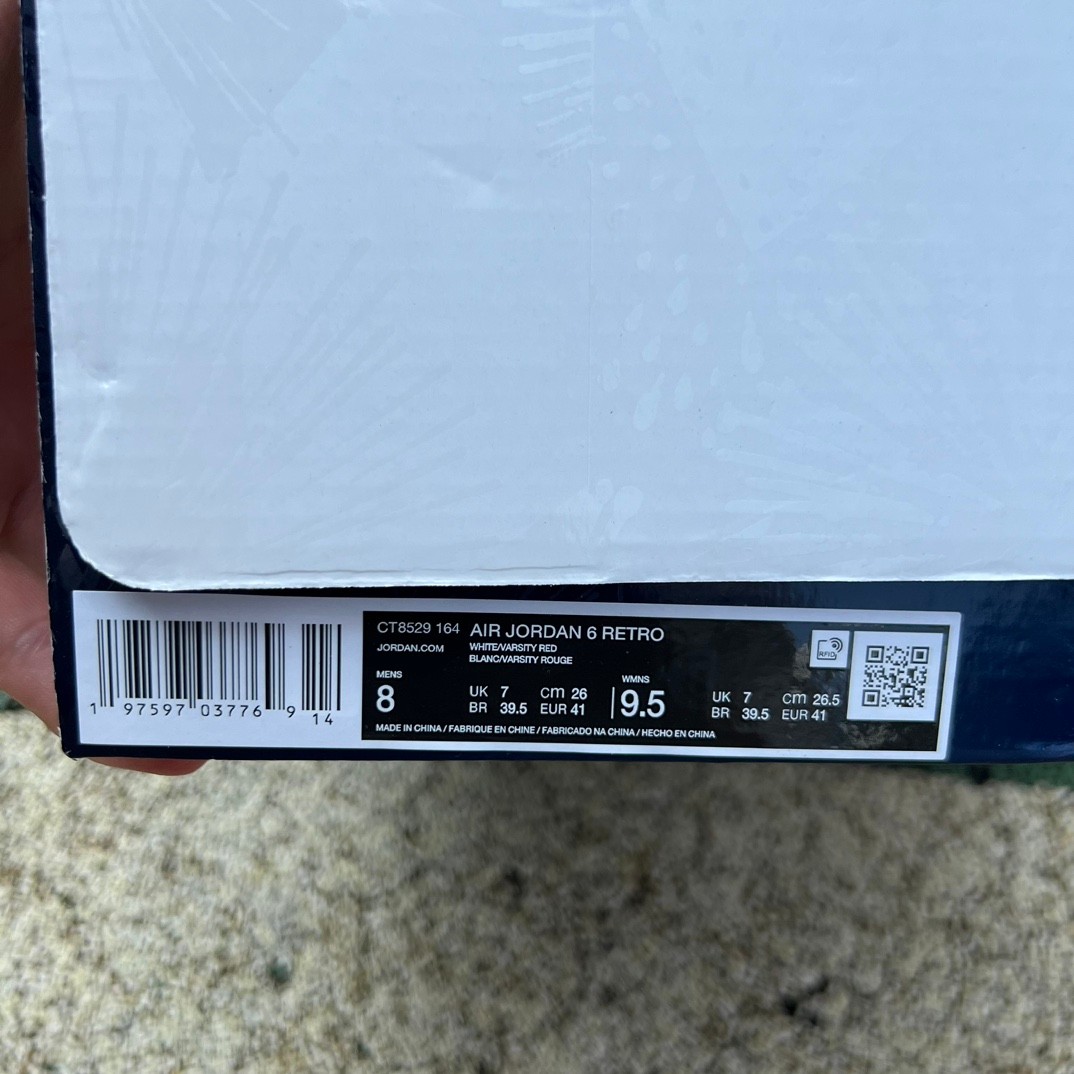 CT8529 164 AIR JORDAN 6 RETRO
JORDAN.COM
WHITE/VARSITY RED
BLANC/VARSITY ROUGE
MENS
8
UK 7 cm 26
BR 39.5 EUR 41
WMNS
9.5
UK 7 cm 26.5
BR 39.5 EUR 41
MADE IN CHINA / FABRIQUE EN CHINE / FABRICADO NA CHINA / HECHO EN CHINA
RFID
1 97597 03776 9 14